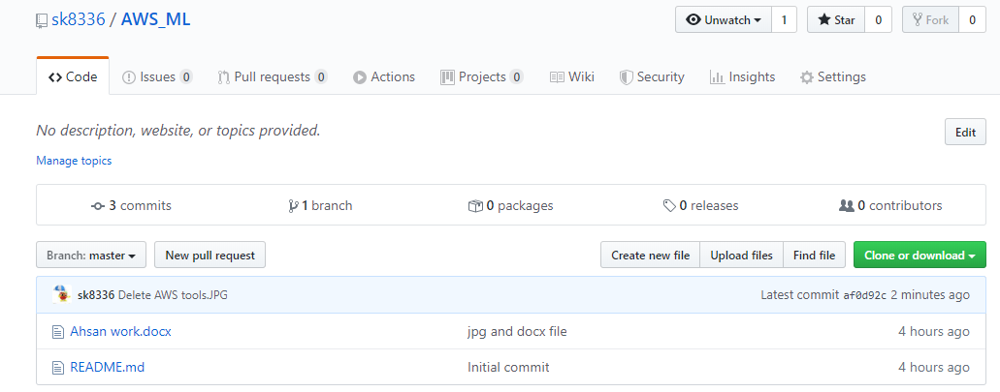 sk8336 / AWS_ML Unwatch 1 Star 0 Fork 0
Code Issues 0 Pull requests 0 Actions Projects 0 Wiki Security Insights Settings
No description, website, or topics provided. Edit
Manage topics
3 commits 1 branch 0 packages 0 releases 0 contributors
Branch: master New pull request Create new file Upload files Find file Clone or download
sk8336 Delete AWS tools.JPG Latest commit af0d92c 2 minutes ago
Ahsan work.docx jpg and docx file 4 hours ago
README.md Initial commit 4 hours ago